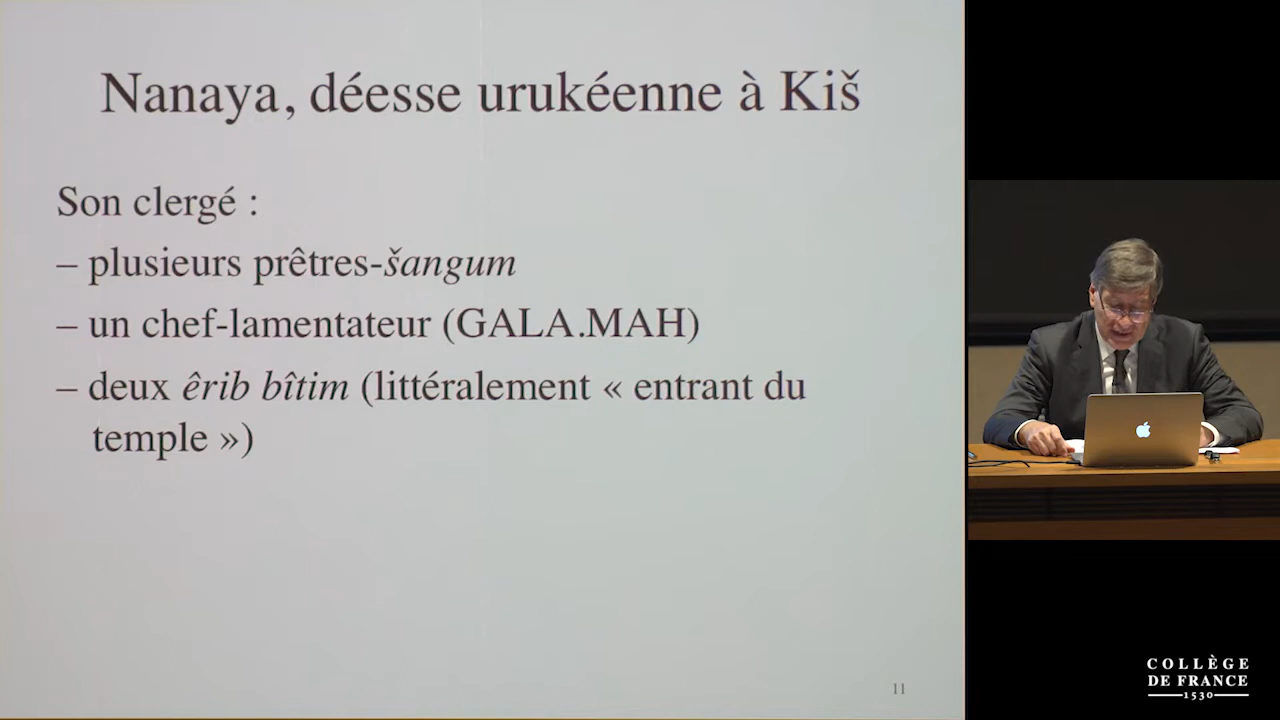 Nanaya, déesse urukéenne à Kiš
Son clergé :
– plusieurs prêtres-šangum
– un chef-lamentateur (GALA.MAH)
– deux êrib bîtim (littéralement « entrant du
temple »)
11
COLLÈGE
DE FRANCE
1530